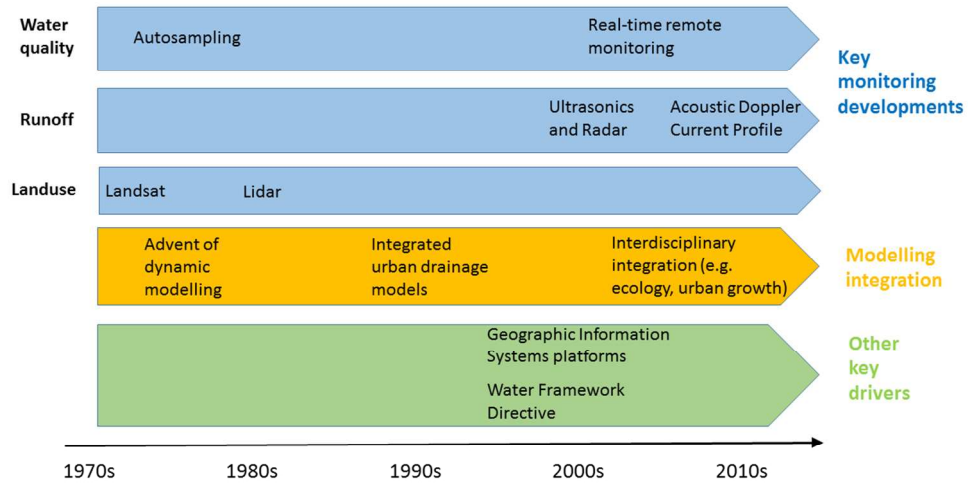 Water
quality
Autosampling
Real-time remote
monitoring
Key
monitoring
developments
Runoff
Ultrasonics
and Radar
Acoustic Doppler
Current Profile
Landuse
Landsat
Lidar
Advent of
dynamic
modelling
Integrated
urban drainage
models
Interdisciplinary
integration (e.g.
ecology, urban growth)
Modelling
integration
Geographic Information
Systems platforms
Water Framework
Directive
Other
key
drivers
1970s
1980s
1990s
2000s
2010s